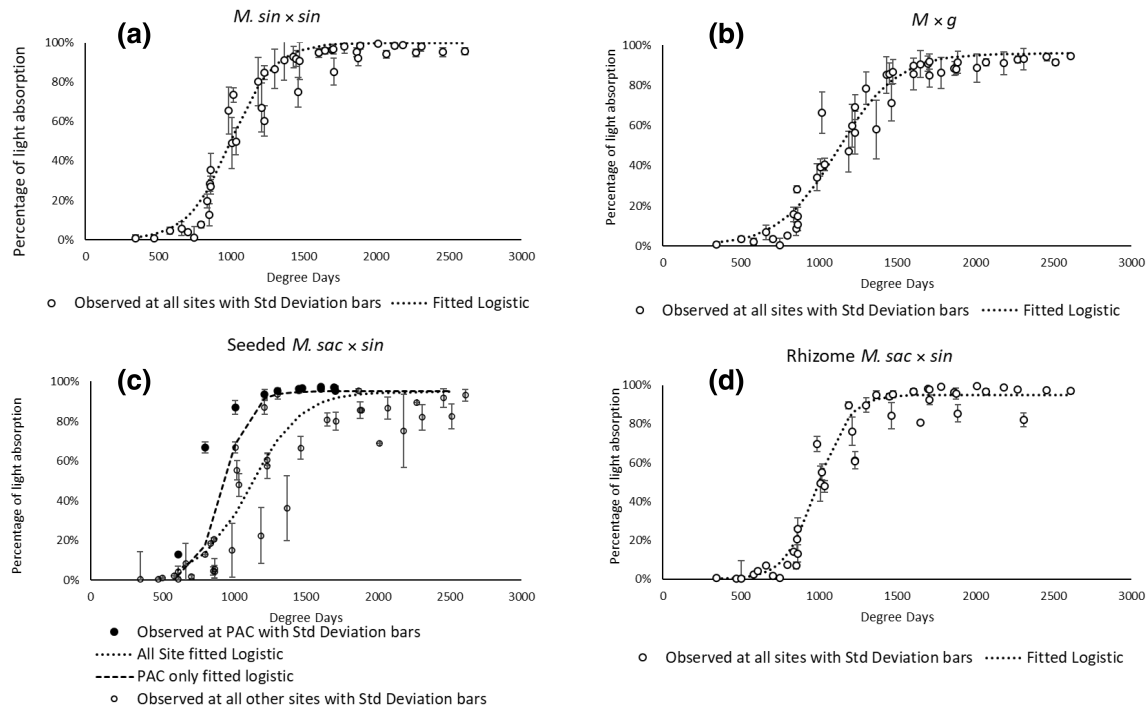 M. sin × sin
(a)
Percentage of light absorption
100%
80%
60%
40%
20%
0%
0
500
1000
1500
2000
2500
3000
Degree Days
Observed at all sites with Std Deviation bars
Fitted Logistic
M × g
(b)
Percentage of light absorption
100%
80%
60%
40%
20%
0%
0
500
1000
1500
2000
2500
3000
Degree Days
Observed at all sites with Std Deviation bars
Fitted Logistic
Seeded M. sac × sin
(c)
Percentage of light absorption
100%
80%
60%
40%
20%
0%
0
500
1000
1500
2000
2500
3000
Degree Days
Observed at PAC with Std Deviation bars
All Site fitted Logistic
PAC only fitted logistic
Observed at all other sites with Std Deviation bars
Rhizome M. sac × sin
(d)
Percentage of light absorption
100%
80%
60%
40%
20%
0%
0
500
1000
1500
2000
2500
3000
Degree Days
Observed at all sites with Std Deviation bars
Fitted Logistic